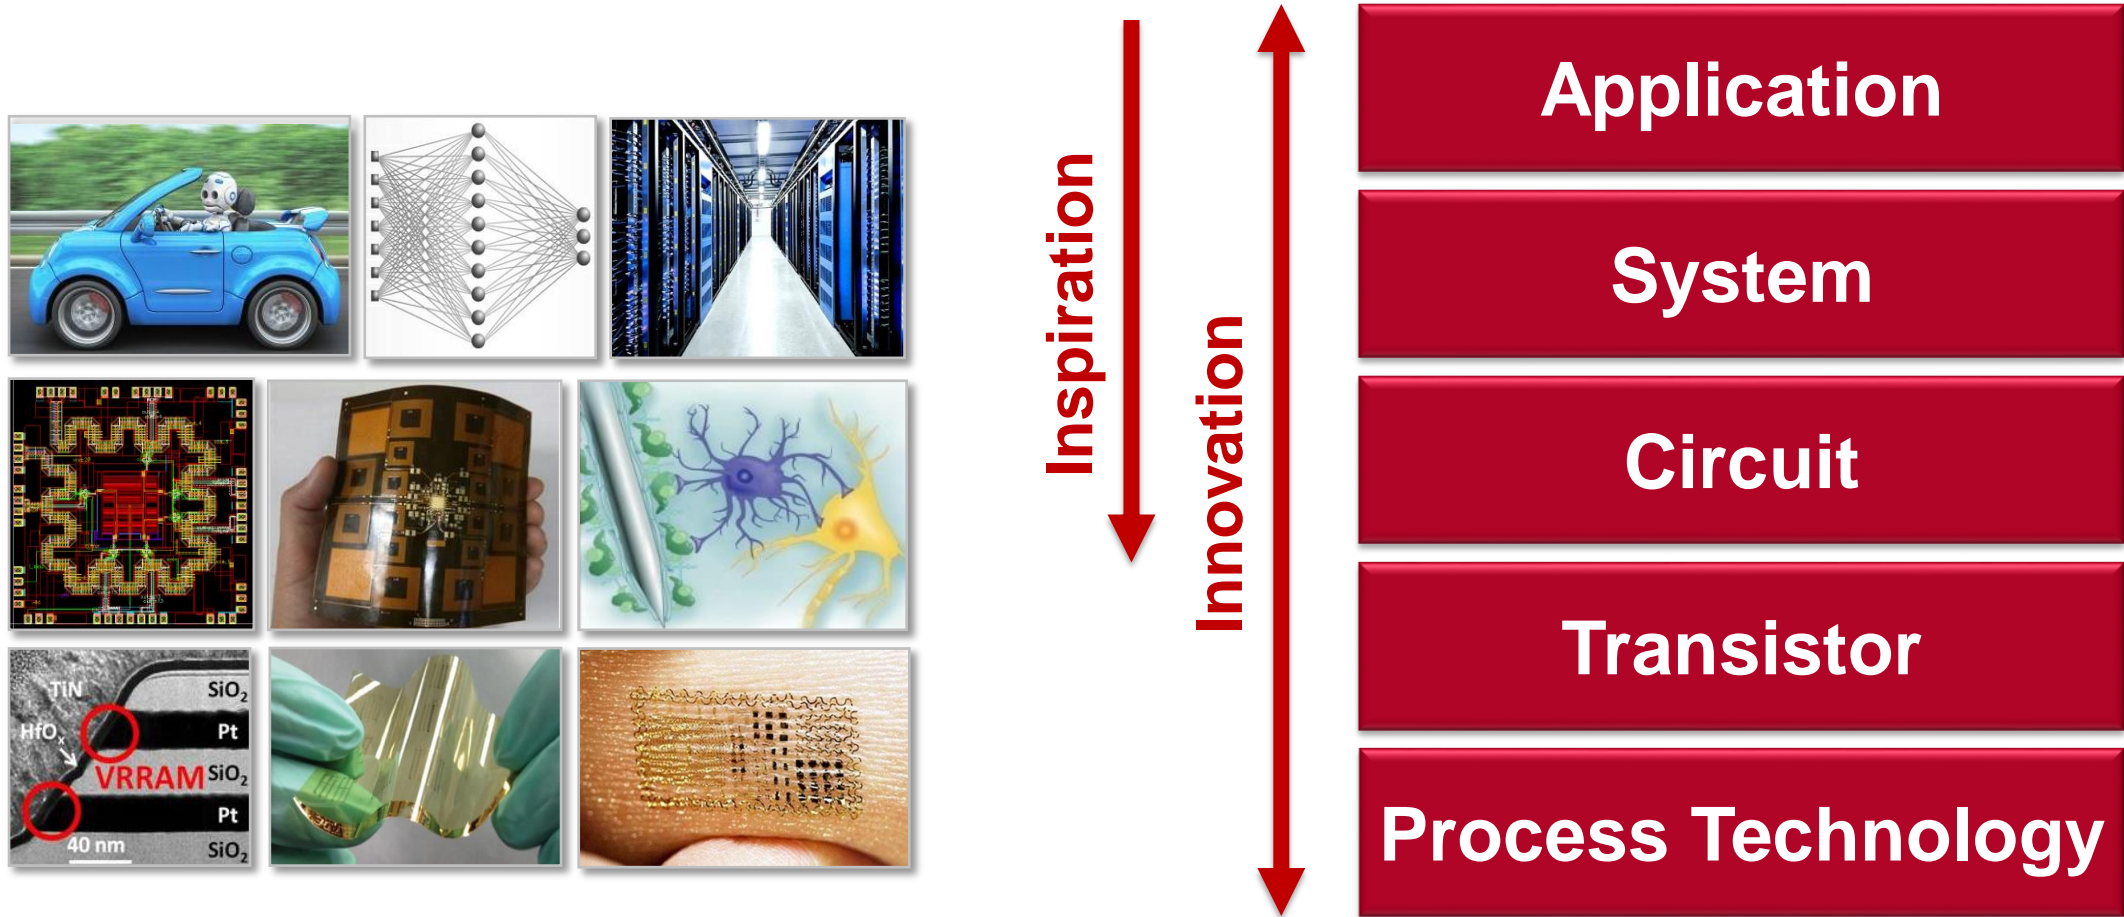 Application
System
Circuit
Transistor
Process Technology
Inspiration
Innovation
TiN
SiO₂
HfOₓ
Pt
VRRAM
SiO₂
Pt
40 nm
SiO₂